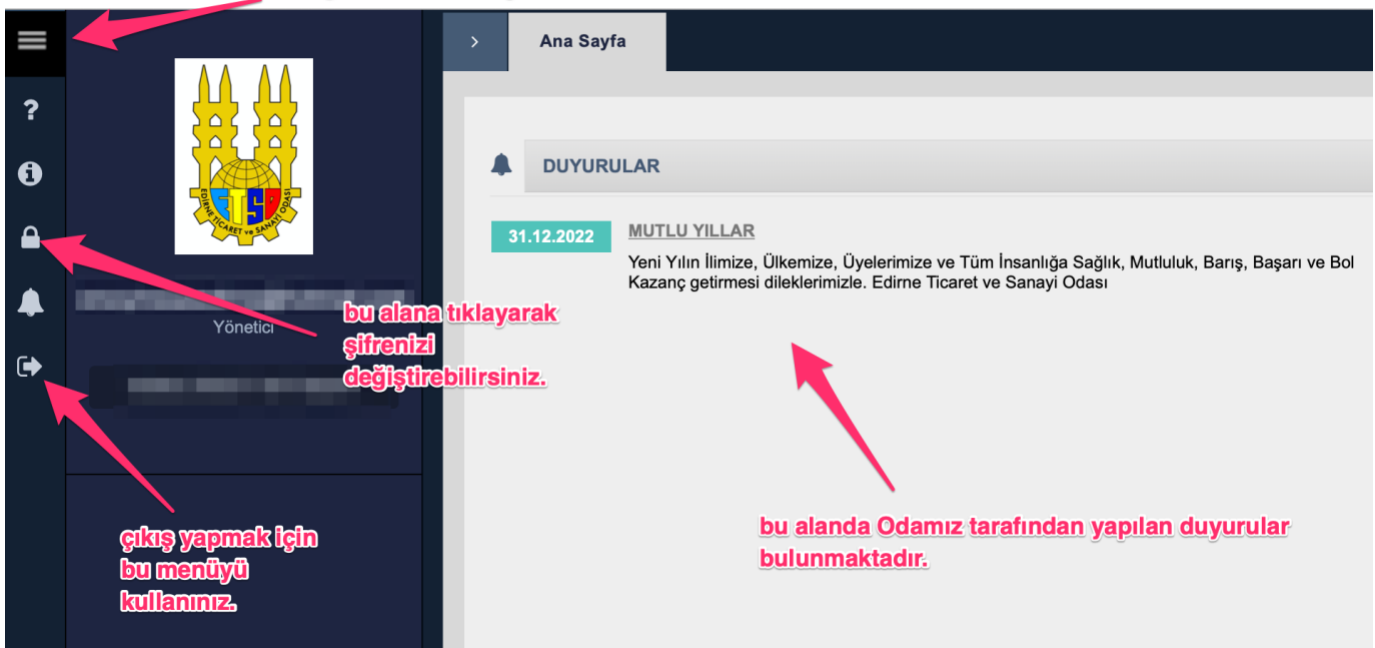 Ana Sayfa
DUYURULAR
31.12.2022
MUTLU YILLAR
Yeni Yılın İlimize, Ülkemize, Üyelerimize ve Tüm İnsanlığa Sağlık, Mutluluk, Barış, Başarı ve Bol
Kazanç getirmesi dileklerimizle. Edirne Ticaret ve Sanayi Odası
ETSO
EDİRNE TİCARET ve SANAYİ ODASI
Yönetici
bu alana tıklayarak
şifrenizi
değiştirebilirsiniz.
çıkış yapmak için
bu menüyü
kullanınız.
bu alanda Odamız tarafından yapılan duyurular
bulunmaktadır.